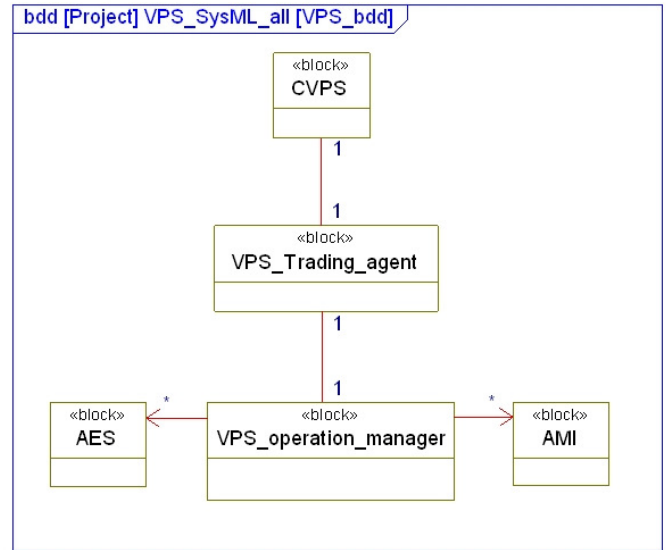 bdd [Project] VPS_SysML_all [VPS_bdd]
«block»
CVPS
1
1
«block»
VPS_Trading_agent
1
1
«block»
AES
*
«block»
VPS_operation_manager
*
«block»
AMI